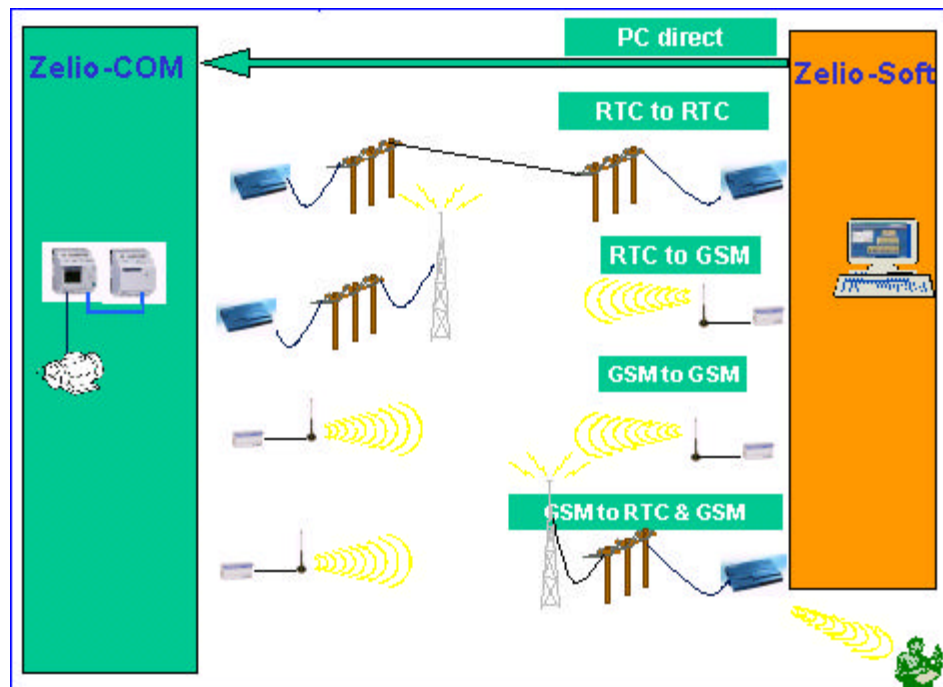 PC direct
Zelio-COM
Zelio-Soft
RTC to RTC
RTC to GSM
GSM to GSM
GSM to RTC & GSM